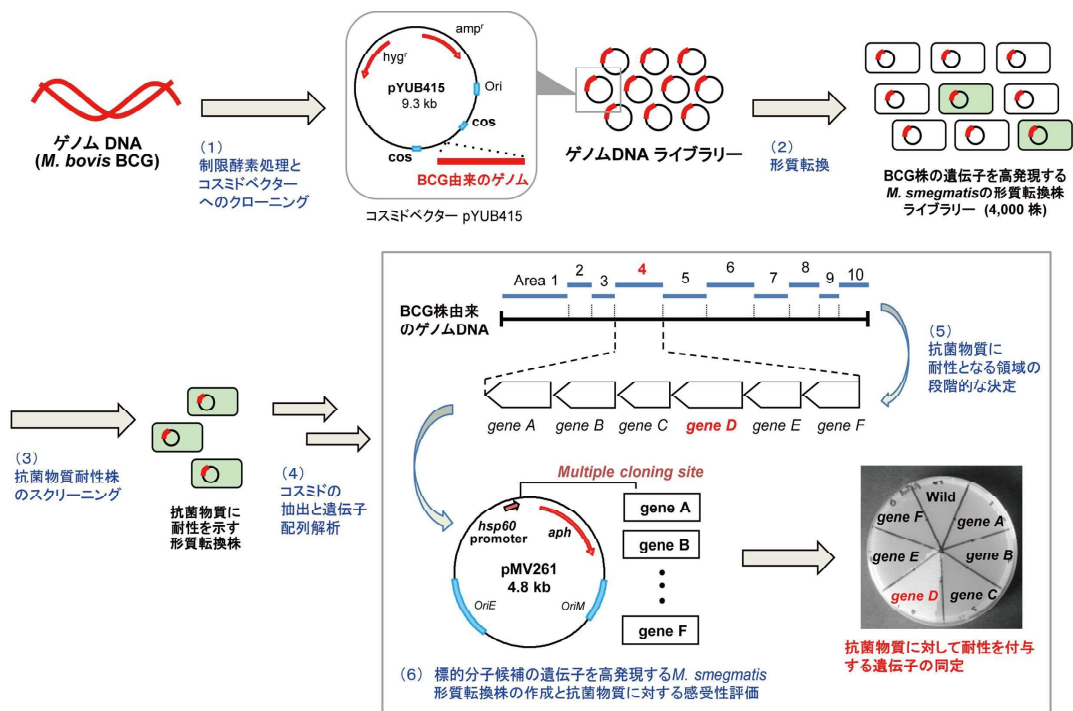 ampʳ
hygʳ
pYUB415
9.3 kb
Ori
cos
cos
BCG由来のゲノム
コスミドベクター pYUB415
ゲノム DNA
(M. bovis BCG)
(1)
制限酵素処理と
コスミドベクター
へのクローニング
ゲノムDNA ライブラリー
(2)
形質転換
BCG株の遺伝子を高発現する
M. smegmatisの形質転換株
ライブラリー (4,000 株)
(3)
抗菌物質耐性株
のスクリーニング
抗菌物質に
耐性を示す
形質転換株
(4)
コスミドの
抽出と遺伝子
配列解析
Area 1
2
3
4
5
6
7
8
9
10
BCG株由来
のゲノムDNA
(5)
抗菌物質に
耐性となる領域の
段階的な決定
gene A
gene B
gene C
gene D
gene E
gene F
Multiple cloning site
hsp60
promoter
aph
pMV261
4.8 kb
OriE
OriM
gene A
gene B
gene F
Wild
gene A
gene B
gene C
gene D
gene E
gene F
抗菌物質に対して耐性を付与
する遺伝子の同定
(6) 標的分子候補の遺伝子を高発現するM. smegmatis
形質転換株の作成と抗菌物質に対する感受性評価